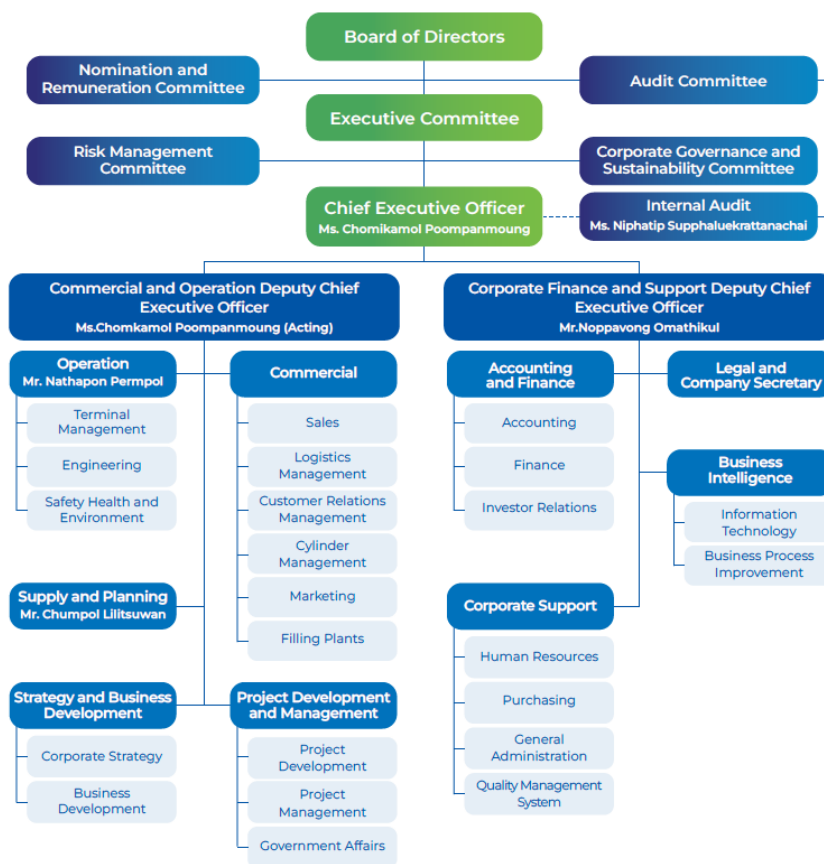 Board of Directors
Nomination and
Remuneration Committee
Audit Committee
Executive Committee
Risk Management
Committee
Corporate Governance and
Sustainability Committee
Chief Executive Officer
Ms. Chomikamol Poompanmoung
Internal Audit
Ms. Niphatip Supphaluekrattanachai
Commercial and Operation Deputy Chief
Executive Officer
Ms.Chomkamol Poompanmoung (Acting)
Corporate Finance and Support Deputy Chief
Executive Officer
Mr.Noppavong Omathikul
Operation
Mr. Nathapon Permpol
Terminal
Management
Engineering
Safety Health and
Environment
Commercial
Sales
Logistics
Management
Customer Relations
Management
Cylinder
Management
Marketing
Filling Plants
Supply and Planning
Mr. Chumpol Lilitsuwan
Strategy and Business
Development
Corporate Strategy
Business
Development
Project Development
and Management
Project
Development
Project
Management
Government Affairs
Accounting
and Finance
Accounting
Finance
Investor Relations
Legal and
Company Secretary
Business
Intelligence
Information
Technology
Business Process
Improvement
Corporate Support
Human Resources
Purchasing
General
Administration
Quality Management
System